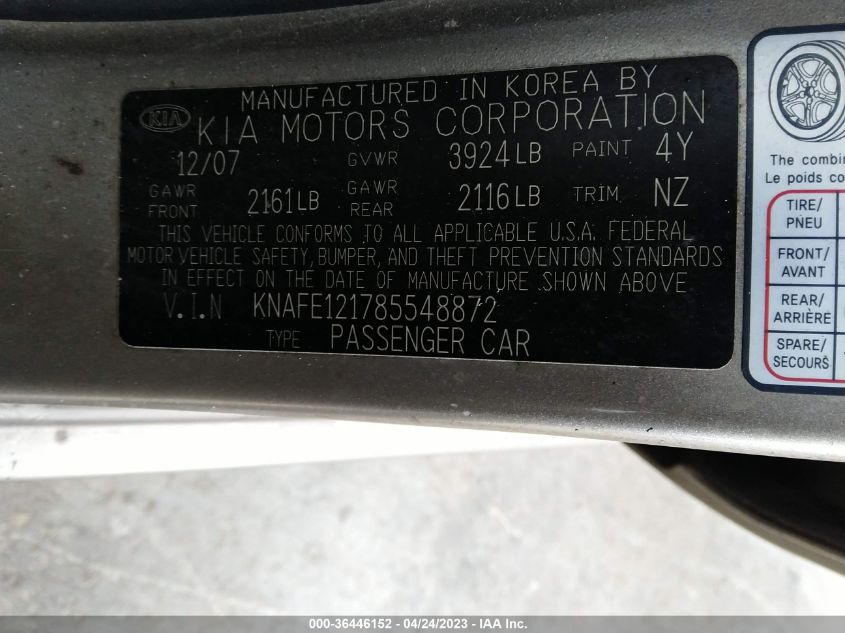 MANUFACTURED IN KOREA BY
KIA KIA MOTORS CORPORATION
12/07 GVWR 3924LB PAINT 4Y
GAWR FRONT 2161LB GAWR REAR 2116LB TRIM NZ
THIS VEHICLE CONFORMS TO ALL APPLICABLE U.S.A. FEDERAL
MOTOR VEHICLE SAFETY, BUMPER, AND THEFT PREVENTION STANDARDS
IN EFFECT ON THE DATE OF MANUFACTURE SHOWN ABOVE
V.I.N KNAFE121785548872
TYPE PASSENGER CAR
The combin
Le poids co
TIRE/
PNEU
FRONT/
AVANT
REAR/
ARRIÈRE
SPARE/
SECOURS
000-36446152 - 04/24/2023 - IAA Inc.